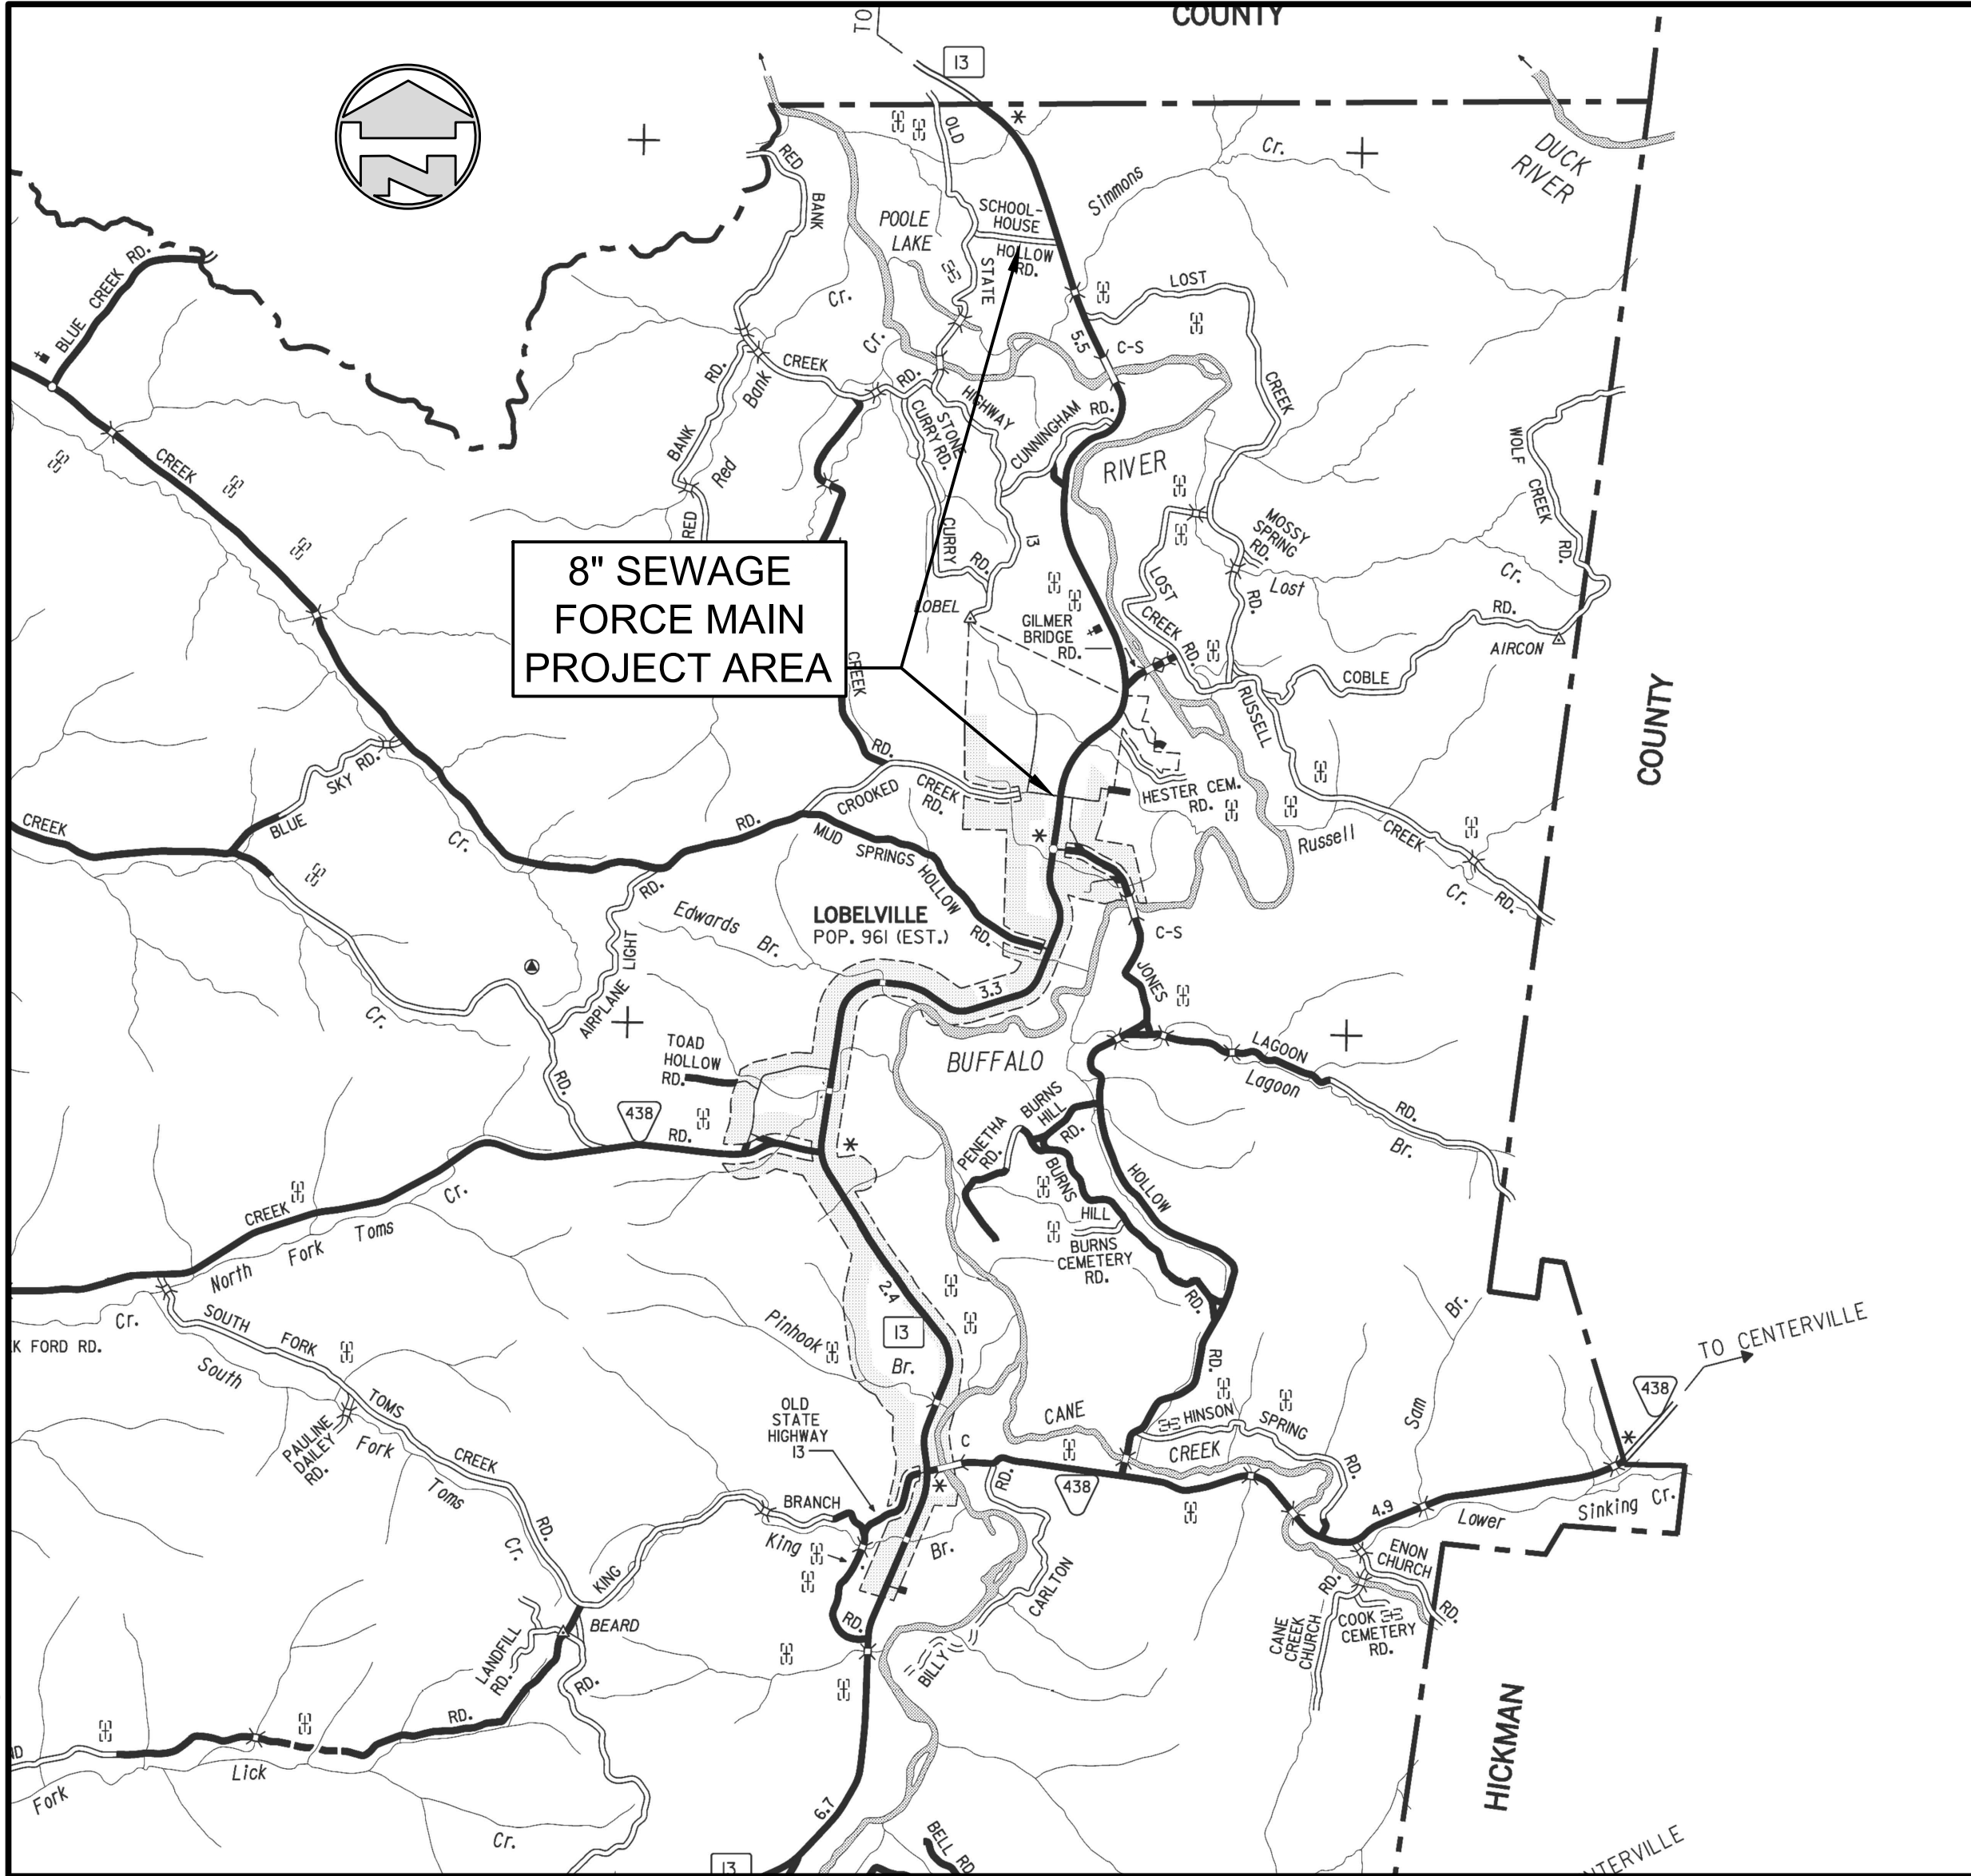 COUNTY
TO
13
N
DUCK
RIVER
Cr.
Simmons
OLD
SCHOOL-
HOUSE
HOLLOW
RD.
STATE
POOLE
LAKE
RED
BANK
BLUE CREEK RD.
LOST
CREEK
5.5
C-S
Cr.
Cr.
CREEK
RD.
RD.
BANK
Red
Bank
RED
HIGHWAY
STONE
CURRY RD.
CUNNINGHAM RD.
RIVER
CREEK
WOLF
CREEK
RD.
MOSSY
SPRING
RD.
Lost
Cr.
RD.
CURRY
RD.
13
8" SEWAGE
FORCE MAIN
PROJECT AREA
LOBEL
GILMER
BRIDGE
RD.
LOST
CREEK RD.
RD.
AIRCON
COBLE
RUSSELL
CREEK
RD.
COUNTY
SKY RD.
BLUE
CREEK
Cr.
RD.
CROOKED
CREEK
RD.
HESTER CEM.
RD.
MUD SPRINGS HOLLOW
RD.
Russell
CREEK
RD.
Cr.
RD.
Edwards
Br.
LOBELVILLE
POP. 961 (EST.)
C-S
JONES
AIRPLANE LIGHT
Cr.
3.3
TOAD
HOLLOW
RD.
BUFFALO
LAGOON
Lagoon
RD.
Br.
RD.
438
RD.
PENETHA
RD.
BURNS
HILL
RD.
BURNS
HILL
BURNS
CEMETERY
RD.
HOLLOW
RD.
CREEK
Cr.
North Fork Toms
2.4
13
Pinhook
Br.
RD.
Br.
Sam
TO CENTERVILLE
438
Cr.
K FORD RD.
SOUTH
FORK
South
TOMS
PAULINE
DAILEY
RD.
Fork
CREEK
Toms
RD.
Cr.
OLD
STATE
HIGHWAY
13
CANE
C
HINSON
SPRING
CREEK
RD.
438
RD.
4.9
Lower
Sinking
Cr.
BRANCH
King
Br.
KING
ENON
CHURCH
RD.
RD.
CANE
CREEK
CHURCH
COOK
CEMETERY
RD.
BEARD
LANDFILL
RD.
RD.
RD.
CARLTON
BILLY
RD.
Lick
Fork
Cr.
6.7
13
BELL RD
HICKMAN